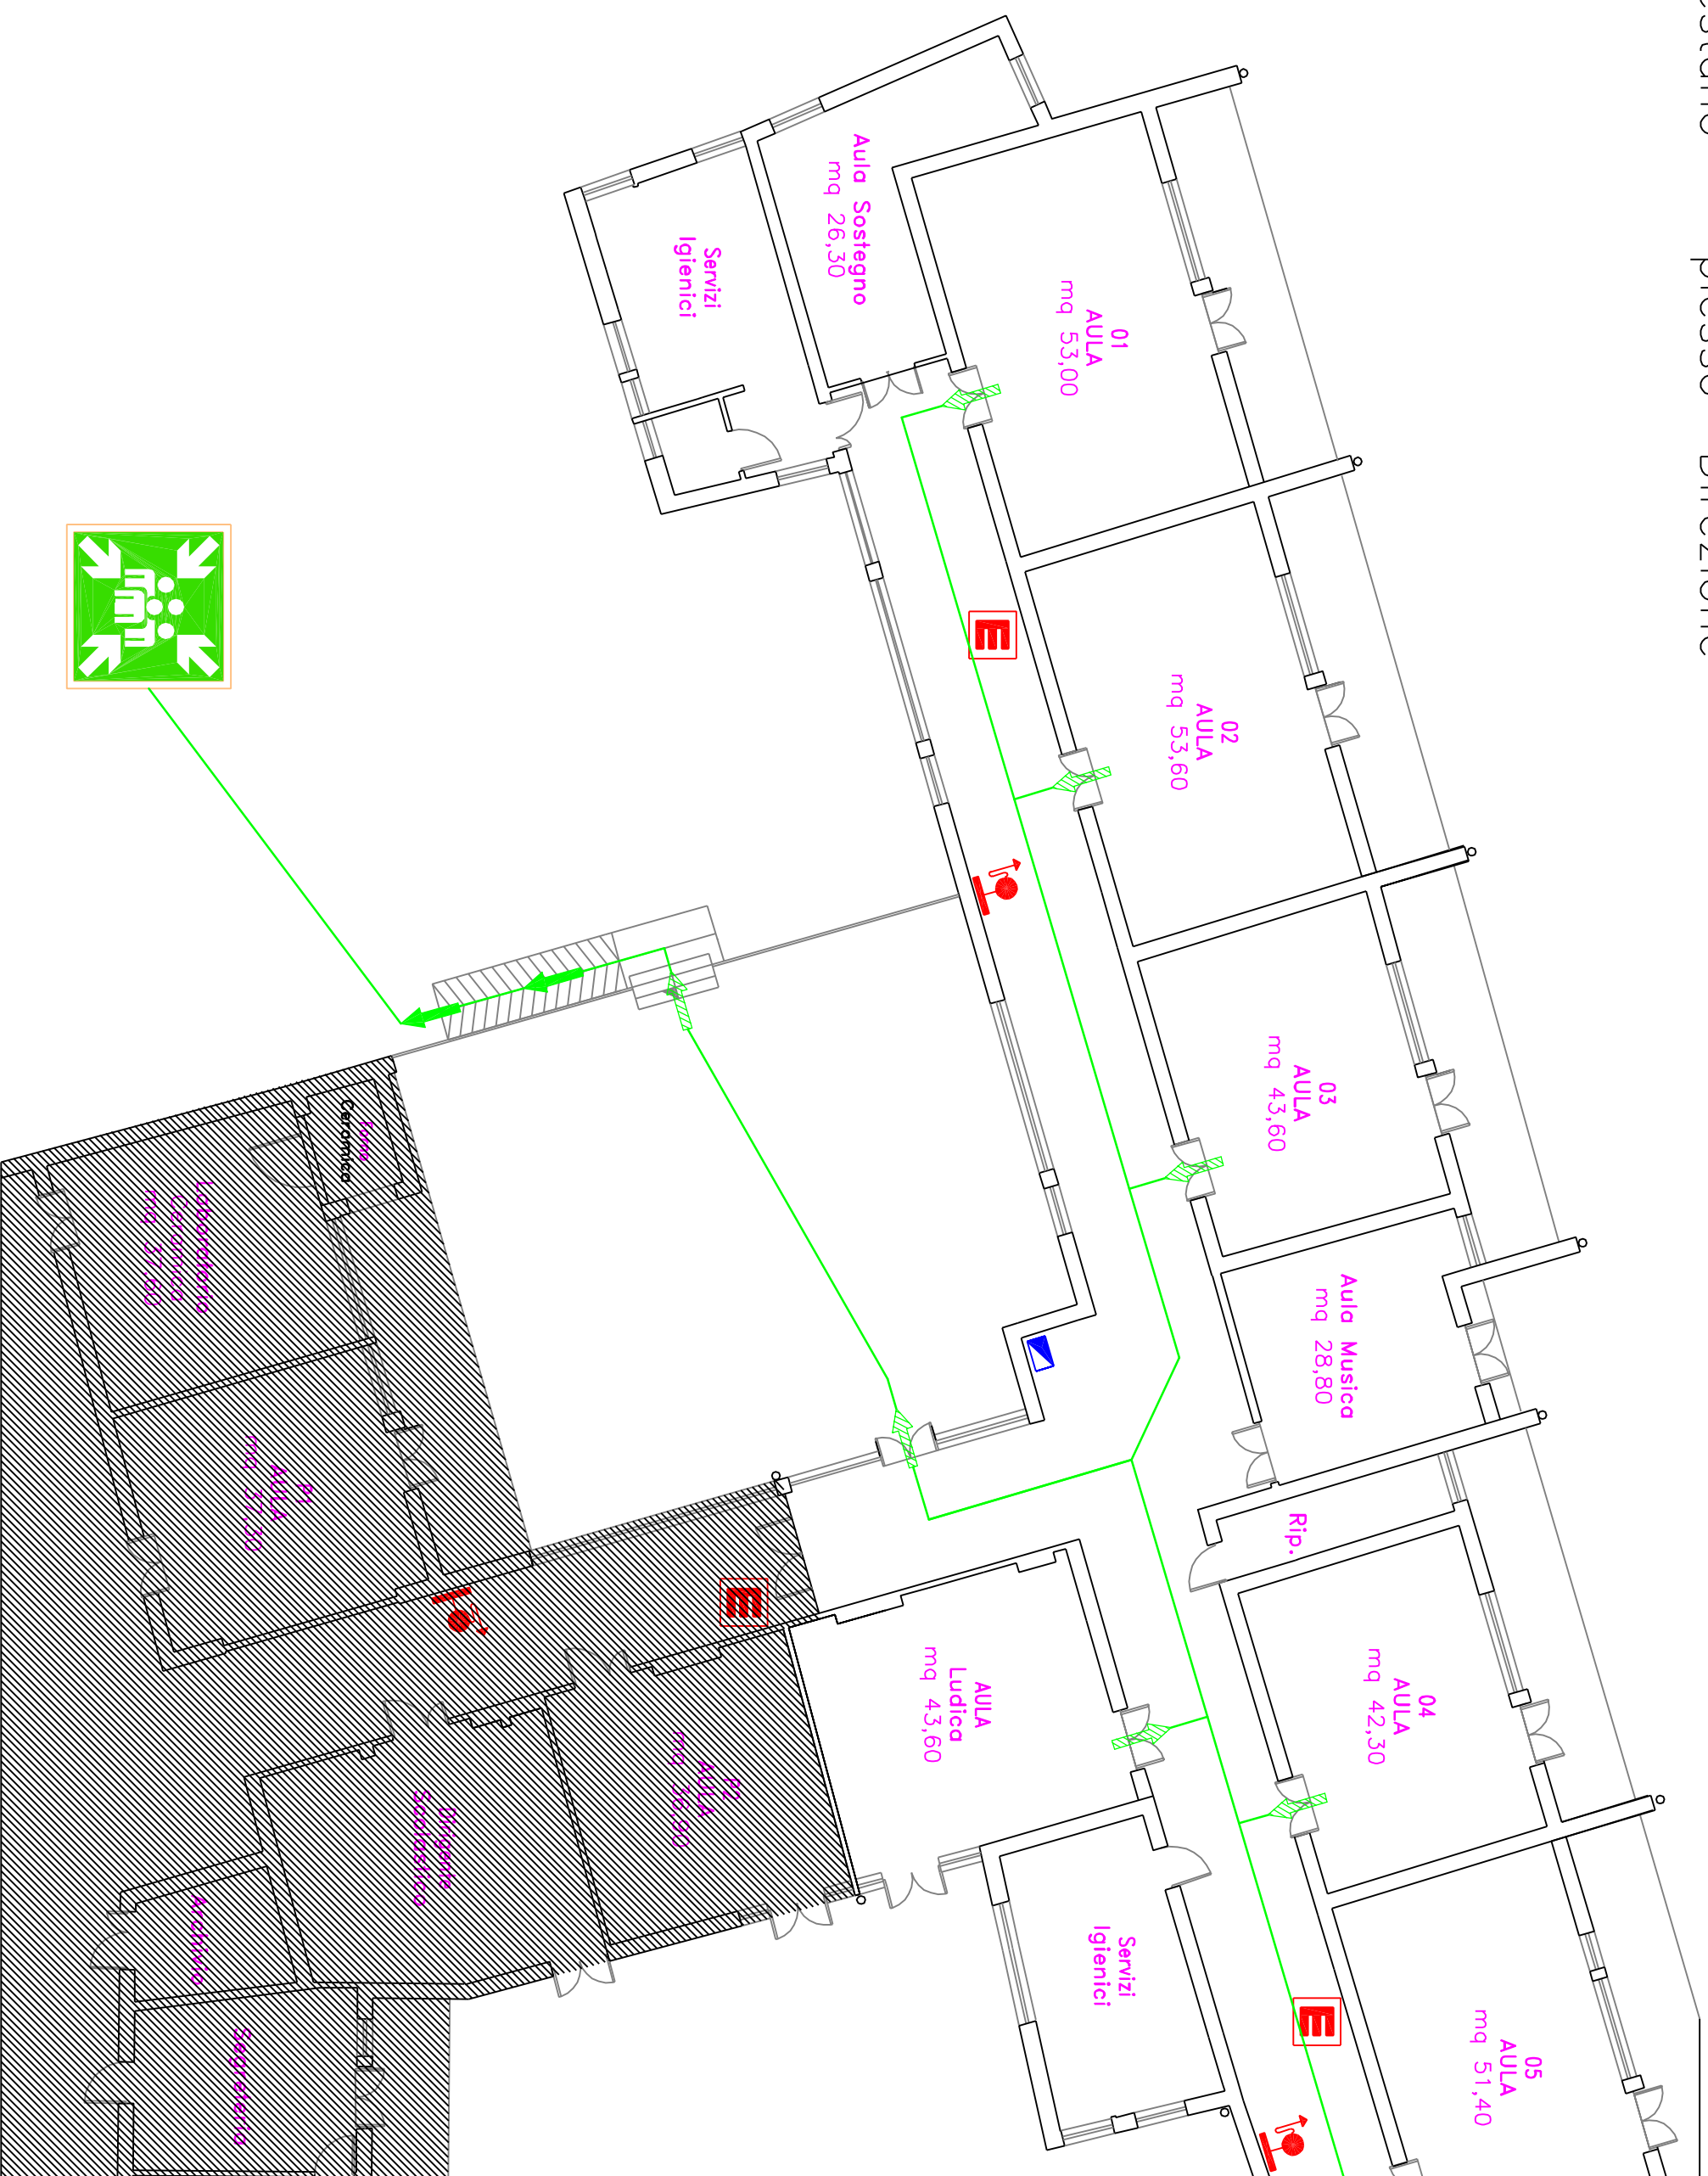 plesso Direzione
01
AULA
mq 53,00
Aula Sostegno
mq 26,30
Servizi
Igienici
02
AULA
mq 53,60
03
AULA
mq 43,60
Aula Musica
mq 28,80
Rip.
04
AULA
mq 42,30
05
AULA
mq 51,40
AULA
Ludica
mq 43,60
Servizi
Igienici
E
E
E
Forno
Ceramica
Laboratorio
Ceramica
mq 37,60
P1
AULA
mq 37,30
P2
AULA
mq 36,90
Dirigente
Scolastico
Archivio
Segreteria